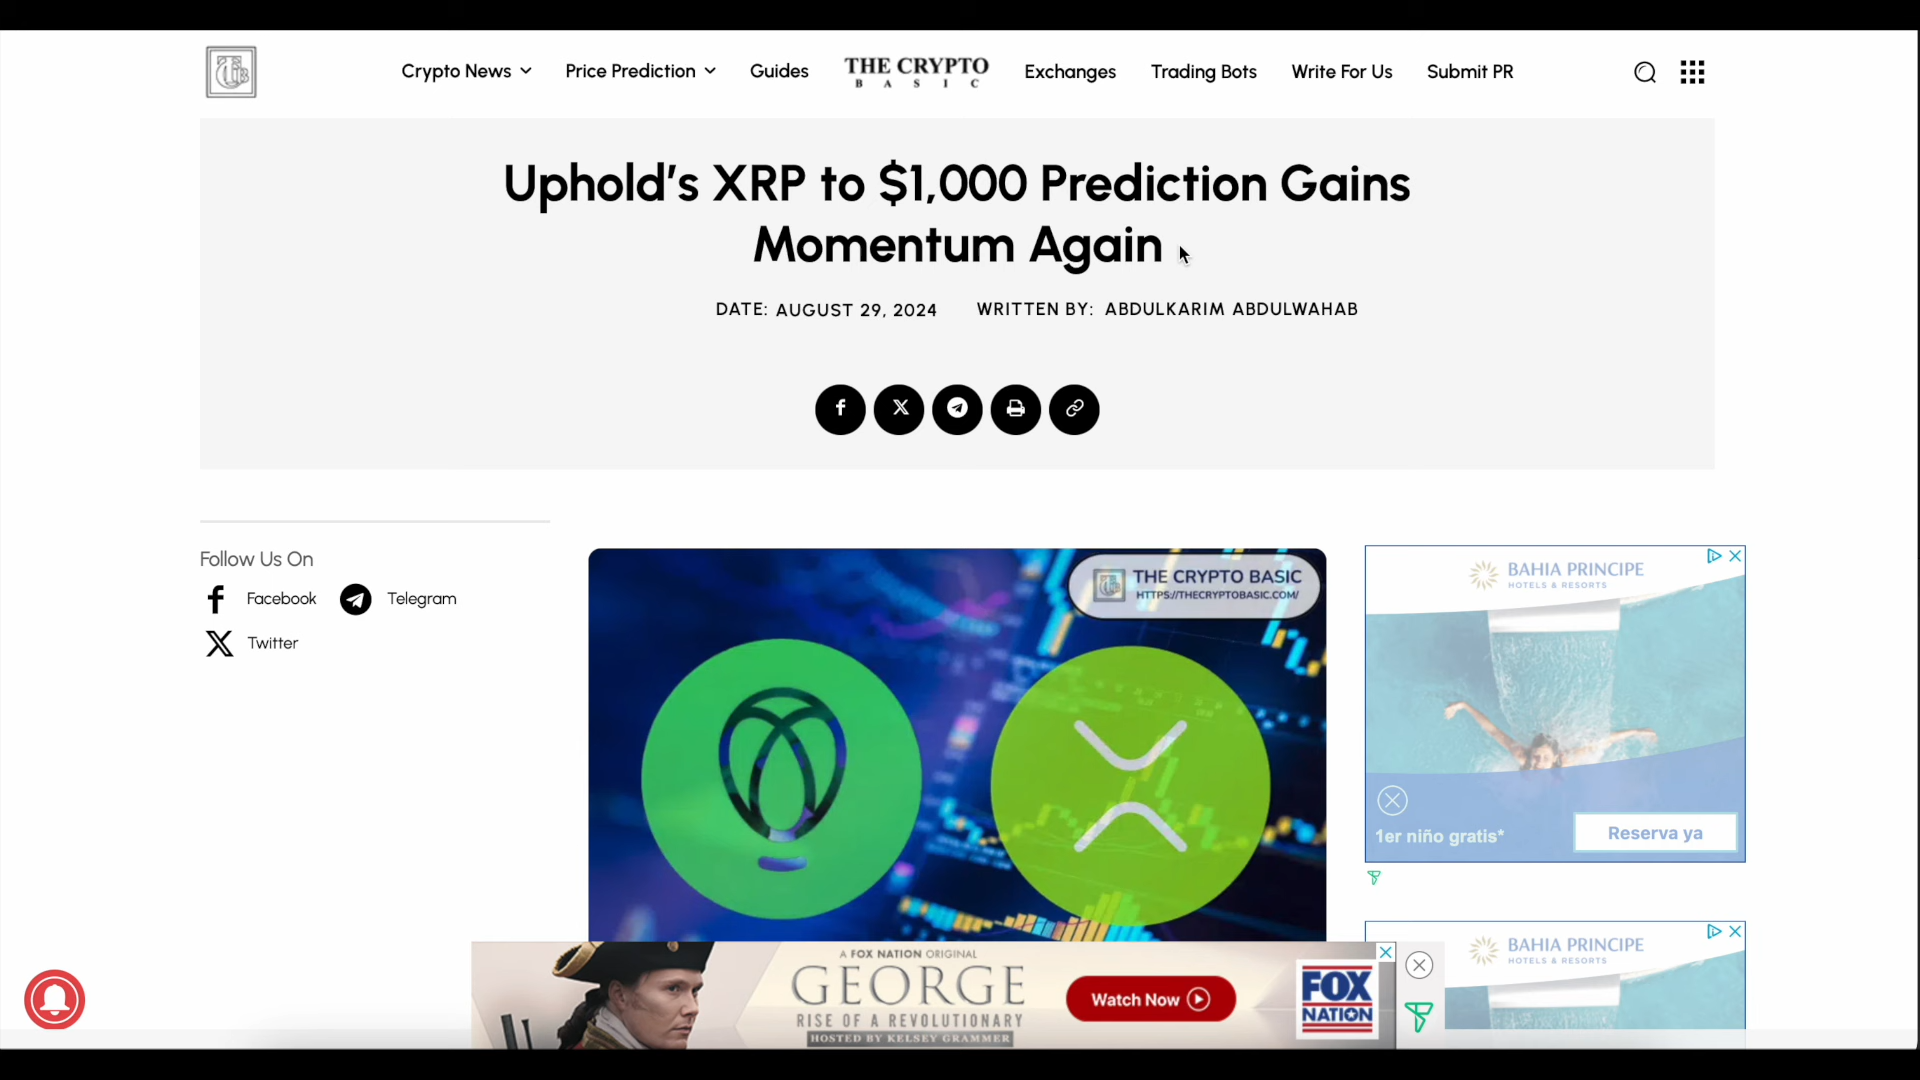 Crypto News
Price Prediction
Guides
THE CRYPTO
BASIC
Exchanges
Trading Bots
Write For Us
Submit PR
Uphold's XRP to $1,000 Prediction Gains
Momentum Again
DATE: AUGUST 29, 2024
WRITTEN BY: ABDULKARIM ABDULWAHAB
Follow Us On
Facebook
Telegram
Twitter
THE CRYPTO BASIC
HTTPS://THECRYPTOBASIC.COM/
BAHIA PRINCIPE
HOTELS & RESORTS
1er niño gratis*
Reserva ya
BAHIA PRINCIPE
HOTELS & RESORTS
A FOX NATION ORIGINAL
GEORGE
RISE OF A REVOLUTIONARY
HOSTED BY KELSEY GRAMMER
Watch Now
FOX
NATION